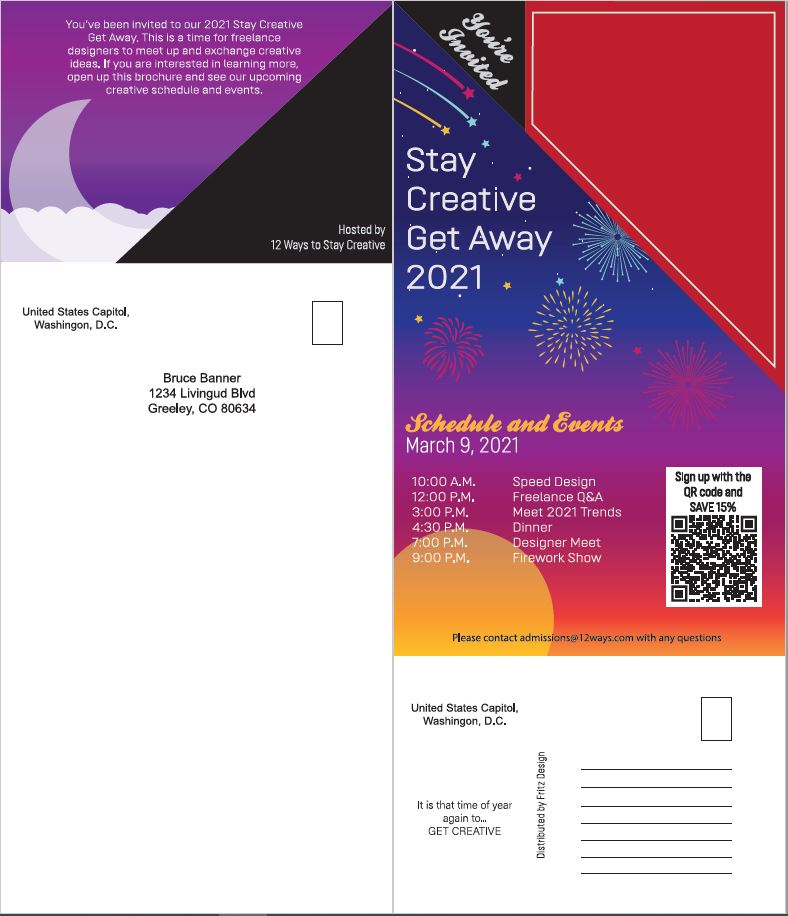 You've been invited to our 2021 Stay Creative
Get Away. This is a time for freelance
designers to meet up and exchange creative
ideas. If you are interested in learning more,
open up this brochure and see our upcoming
creative schedule and events.
Hosted by
12 Ways to Stay Creative
United States Capitol,
Washingon, D.C.
Bruce Banner
1234 Livingud Blvd
Greeley, CO 80634
You're
Invited
Stay
Creative
Get Away
2021
Schedule and Events
March 9, 2021
10:00 A.M. Speed Design
12:00 P.M. Freelance Q&A
3:00 P.M. Meet 2021 Trends
4:30 P.M. Dinner
7:00 P.M. Designer Meet
9:00 P.M. Firework Show
Sign up with the
QR code and
SAVE 15%
Please contact admissions@12ways.com with any questions
United States Capitol,
Washingon, D.C.
It is that time of year
again to...
GET CREATIVE
Distributed by Fritz Design